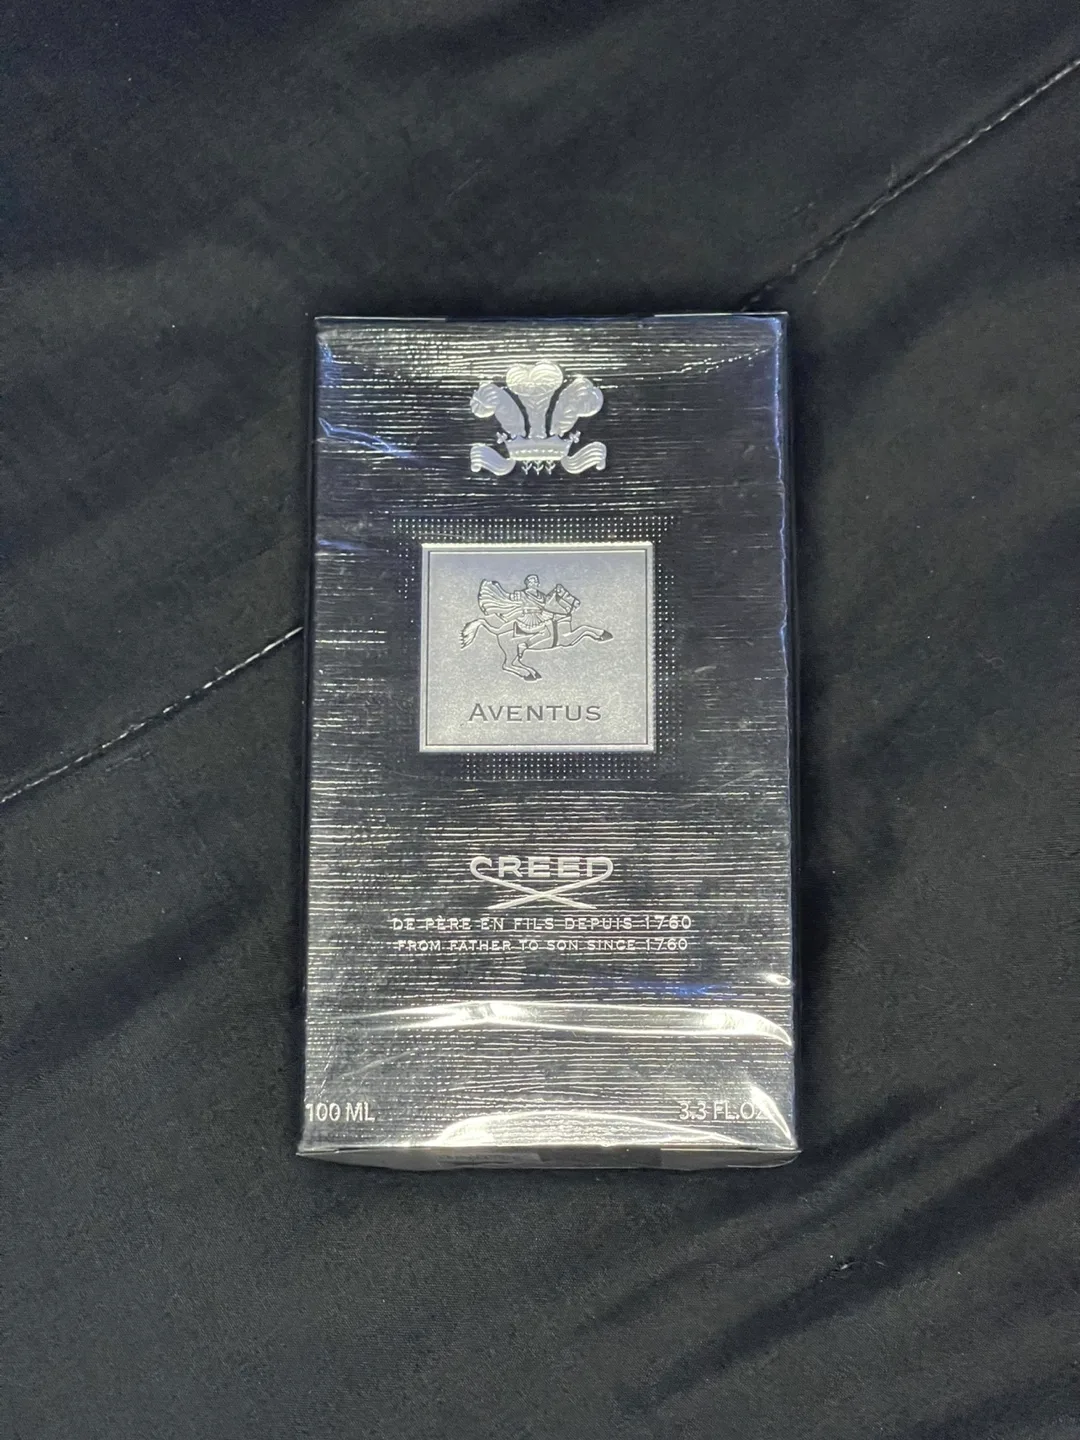 AVENTUS
CREED
DE PÈRE EN FILS DEPUIS 1760
FROM FATHER TO SON SINCE 1760
100 ML
3.3 FL.OZ